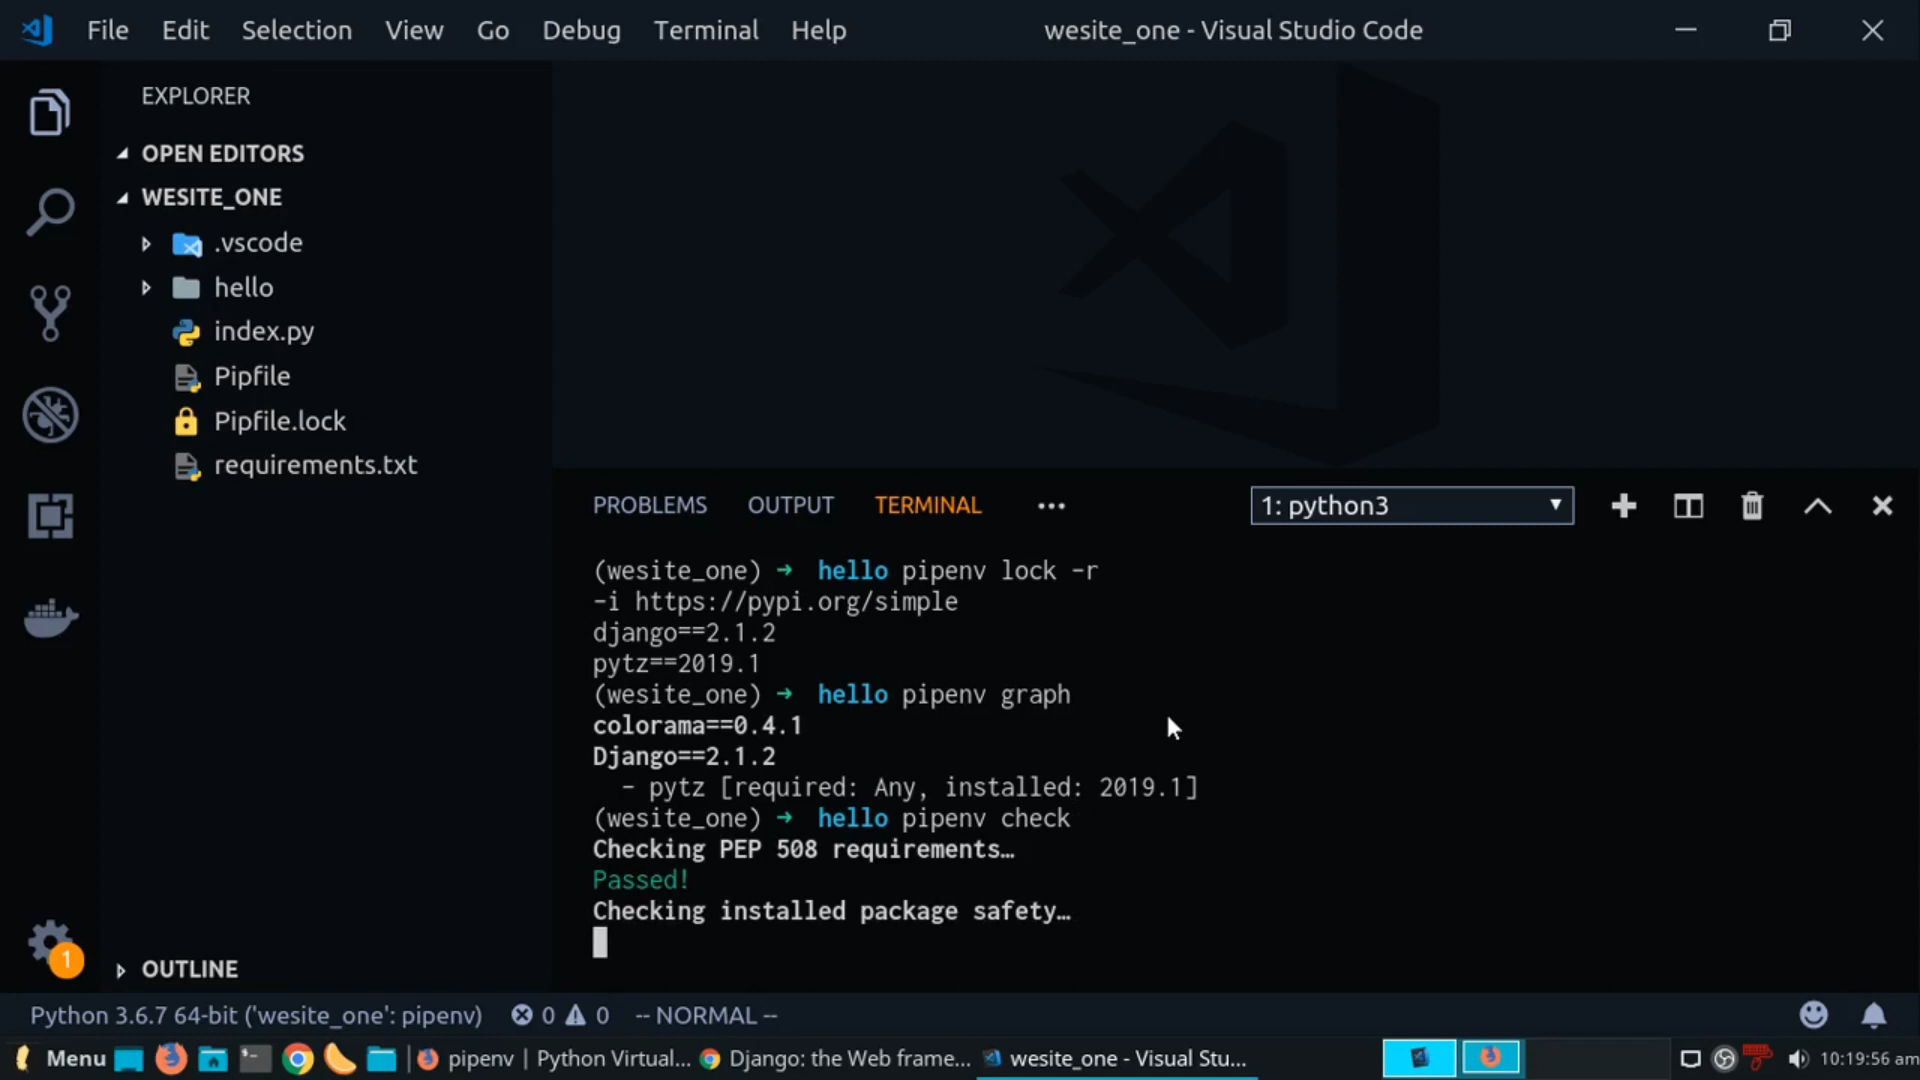 File Edit Selection View Go Debug Terminal Help wesite_one - Visual Studio Code
EXPLORER
OPEN EDITORS
WESITE_ONE
.vscode
hello
index.py
Pipfile
Pipfile.lock
requirements.txt
OUTLINE
PROBLEMS OUTPUT TERMINAL ••• 1: python3
(wesite_one) ➜ hello pipenv lock -r
-i https://pypi.org/simple
django==2.1.2
pytz==2019.1
(wesite_one) ➜ hello pipenv graph
colorama==0.4.1
Django==2.1.2
- pytz [required: Any, installed: 2019.1]
(wesite_one) ➜ hello pipenv check
Checking PEP 508 requirements…
Passed!
Checking installed package safety…
1
Python 3.6.7 64-bit ('wesite_one': pipenv) 0 0 -- NORMAL --
Menu pipenv | Python Virtual... Django: the Web frame... wesite_one - Visual Stu... 10:19:56 am